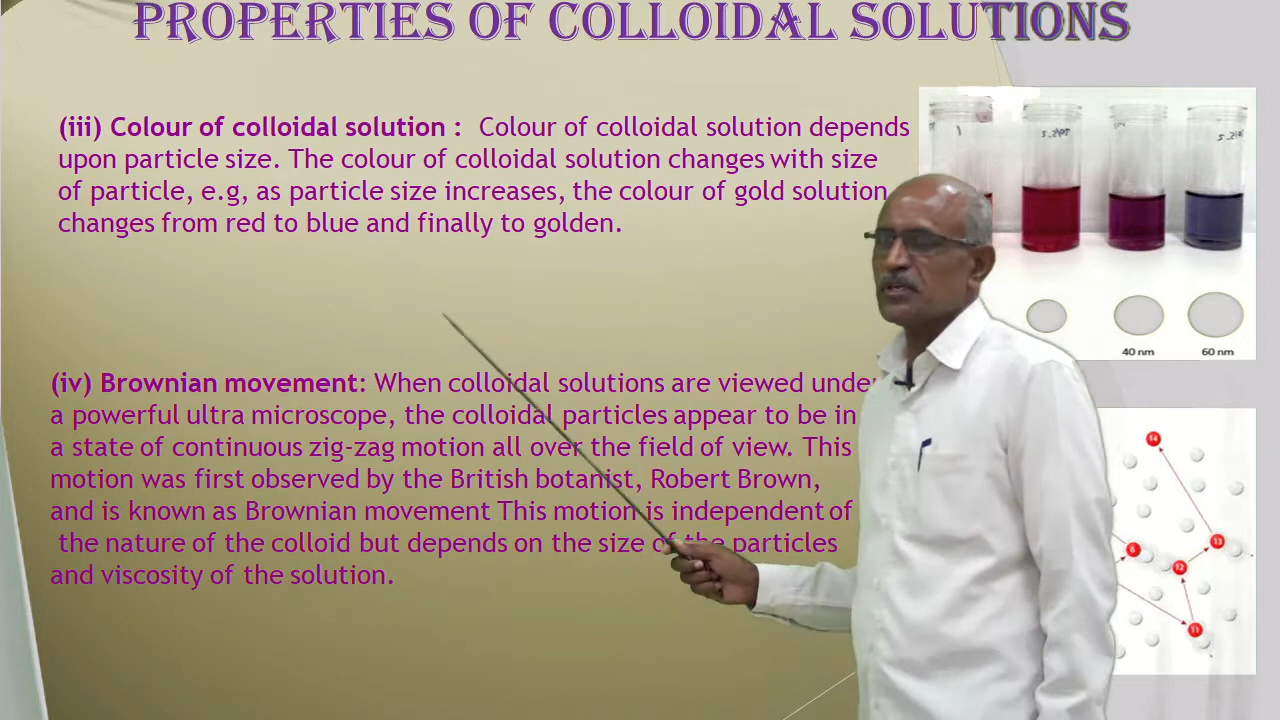 PROPERTIES OF COLLOIDAL SOLUTIONS
(iii) Colour of colloidal solution : Colour of colloidal solution depends
upon particle size. The colour of colloidal solution changes with size
of particle, e.g, as particle size increases, the colour of gold solution
changes from red to blue and finally to golden.
40 nm 60 nm
(iv) Brownian movement: When colloidal solutions are viewed under
a powerful ultra microscope, the colloidal particles appear to be in
a state of continuous zig-zag motion all over the field of view. This
motion was first observed by the British botanist, Robert Brown,
and is known as Brownian movement This motion is independent of
the nature of the colloid but depends on the size of the particles
and viscosity of the solution.
14
13
6
12
11